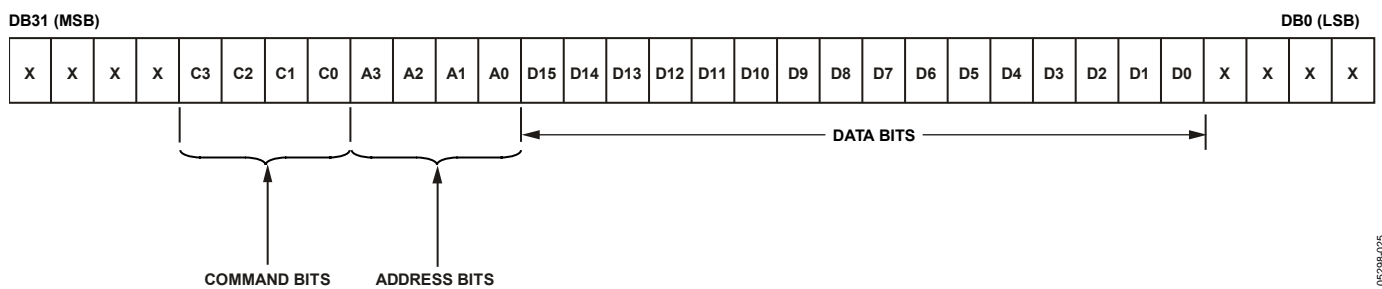 DB31 (MSB) DB0 (LSB)
X X X X C3 C2 C1 C0 A3 A2 A1 A0 D15 D14 D13 D12 D11 D10 D9 D8 D7 D6 D5 D4 D3 D2 D1 D0 X X X X
DATA BITS
COMMAND BITS ADDRESS BITS
05298-025